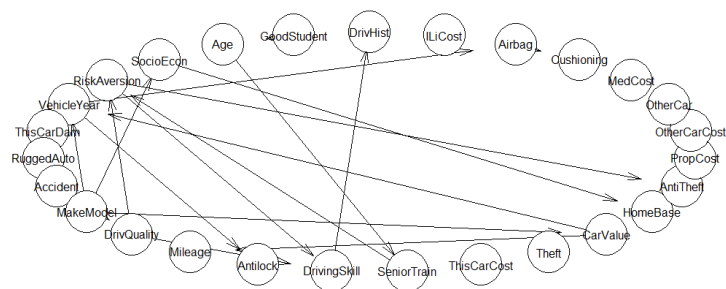 Age
GoodStudent
DrivHist
ILiCost
Airbag
SocioEcon
Cushioning
RiskAversion
MedCost
VehicleYear
OtherCar
ThisCarDam
OtherCarCost
RuggedAuto
PropCost
Accident
AntiTheft
MakeModel
HomeBase
DrivQuality
CarValue
Mileage
Theft
Antilock
DrivingSkill
SeniorTrain
ThisCarCost